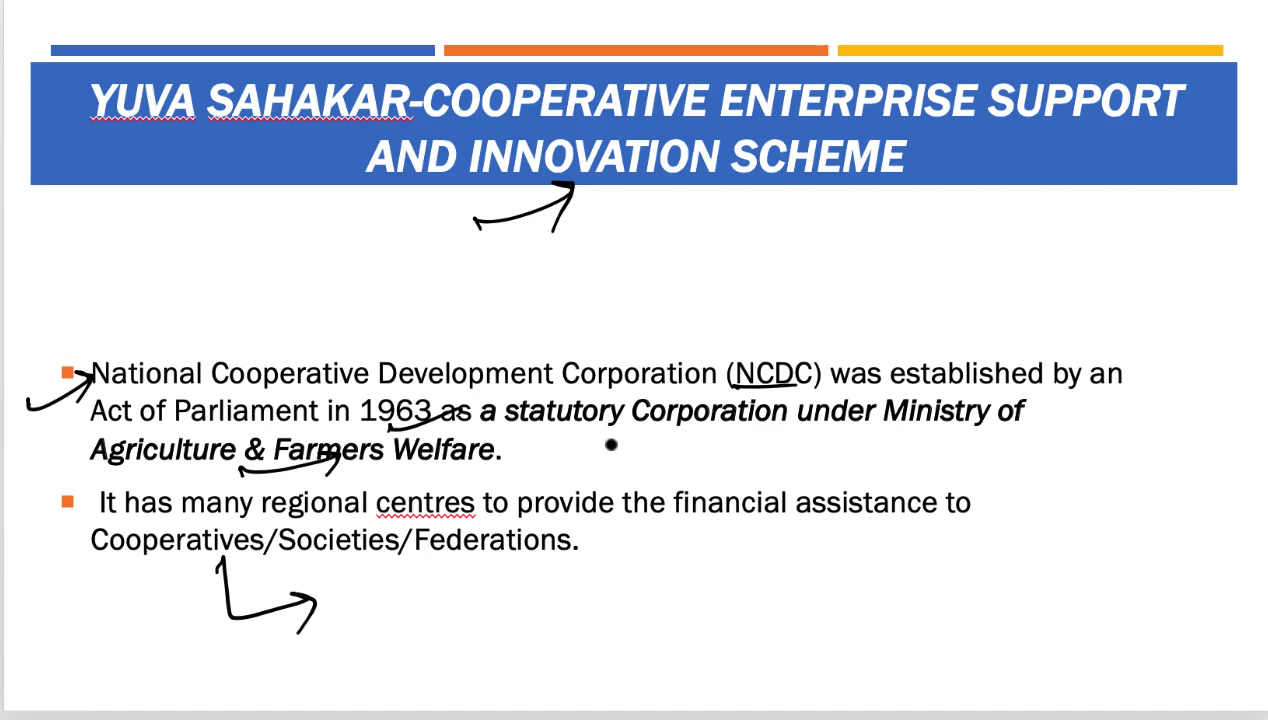 YUVA SAHAKAR-COOPERATIVE ENTERPRISE SUPPORT
AND INNOVATION SCHEME
National Cooperative Development Corporation (NCDC) was established by an
Act of Parliament in 1963 as a statutory Corporation under Ministry of
Agriculture & Farmers Welfare.
It has many regional centres to provide the financial assistance to
Cooperatives/Societies/Federations.